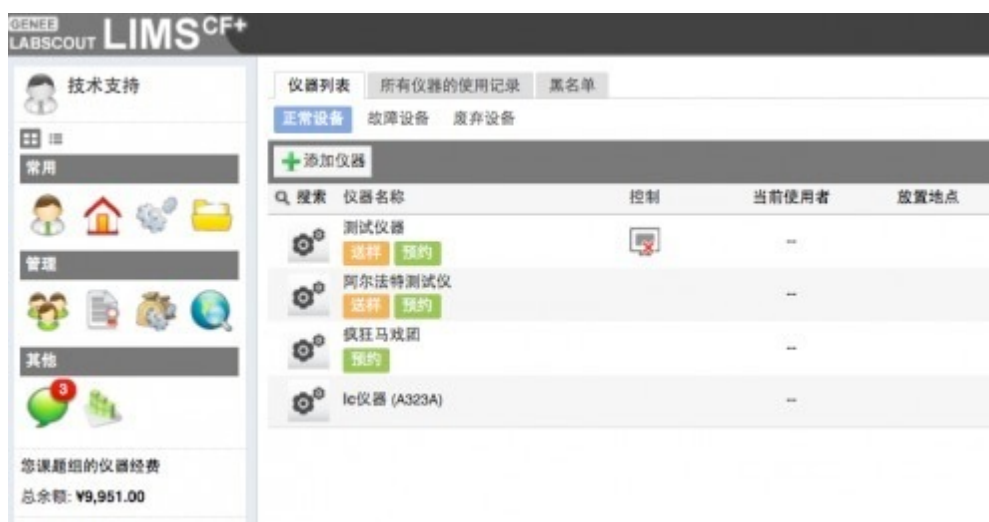 GENEE
LABSCOUT LIMS CF+
技术支持
常用
管理
其他
3
您课题组的仪器经费
总余额: ¥9,951.00
仪器列表 所有仪器的使用记录 黑名单
正常设备 故障设备 废弃设备
添加仪器
搜索 仪器名称 控制 当前使用者 放置地点
测试仪器 --
送样 预约
阿尔法特测试仪 --
送样 预约
疯狂马戏团 --
预约
lc仪器 (A323A) --